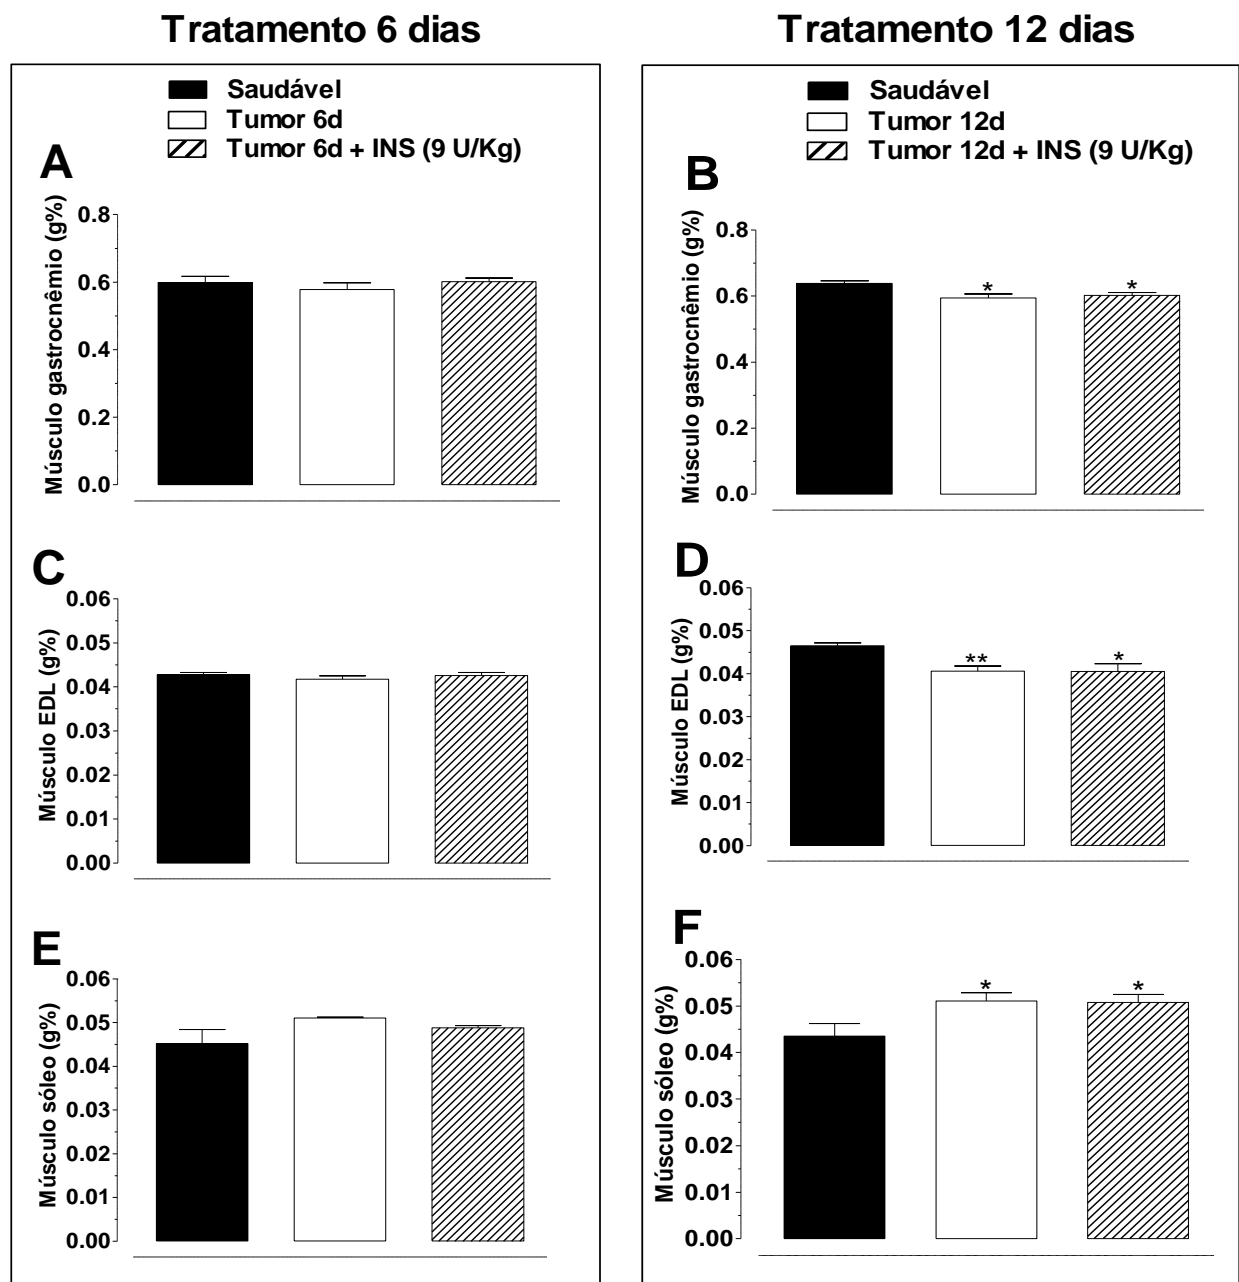 Tratamento 6 dias
Saudável
Tumor 6d
Tumor 6d + INS (9 U/Kg)
A
Músculo gastrocnêmio (g%)
0.8
0.6
0.4
0.2
0.0
C
Músculo EDL (g%)
0.06
0.05
0.04
0.03
0.02
0.01
0.00
E
Músculo sóleo (g%)
0.06
0.05
0.04
0.03
0.02
0.01
0.00
Tratamento 12 dias
Saudável
Tumor 12d
Tumor 12d + INS (9 U/Kg)
B
Músculo gastrocnêmio (g%)
0.8
0.6
0.4
0.2
0.0
*
*
D
Músculo EDL (g%)
0.06
0.05
0.04
0.03
0.02
0.01
0.00
**
*
F
Músculo sóleo (g%)
0.06
0.05
0.04
0.03
0.02
0.01
0.00
*
*